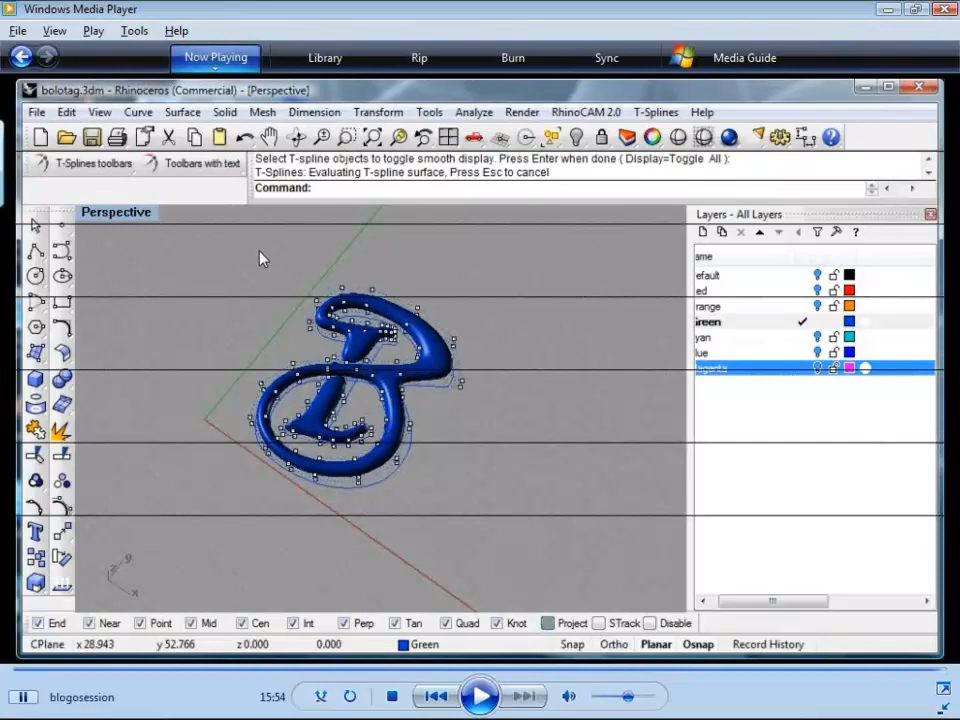 Windows Media Player
File View Play Tools Help
Now Playing Library Rip Burn Sync Media Guide
bolotag.3dm - Rhinoceros (Commercial) - [Perspective]
File Edit View Curve Surface Solid Mesh Dimension Transform Tools Analyze Render RhinoCAM 2.0 T-Splines Help
T-Splines toolbars Toolbars with text
Select T-spline objects to toggle smooth display. Press Enter when done ( Display=Toggle All ):
T-Splines: Evaluating T-spline surface, Press Esc to cancel
Command:
Perspective
Layers - All Layers
ame
efault
ed
range
ireen
yan
lue
agenta
y
z
x
End Near Point Mid Cen Int Perp Tan Quad Knot Project STrack Disable
CPlane x 28.943 y 52.766 z 0.000 0.000 Green Snap Ortho Planar Osnap Record History
blogosession 15:54